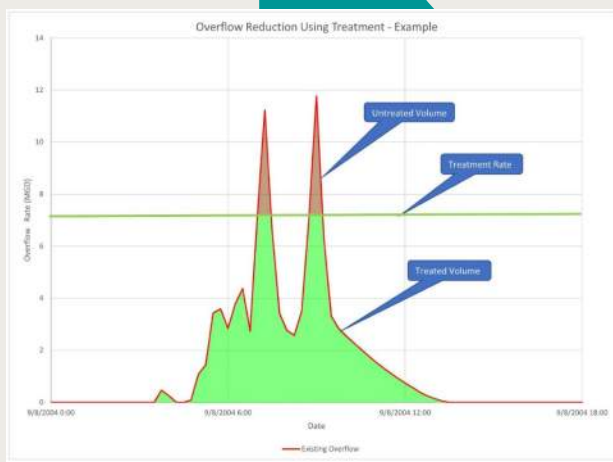 Overflow Reduction Using Treatment - Example
14
12
10
8
6
4
2
0
Overflow Rate (MGD)
Untreated Volume
Treatment Rate
Treated Volume
9/8/2004 0:00
9/8/2004 6:00
9/8/2004 12:00
9/8/2004 18:00
Date
Existing Overflow